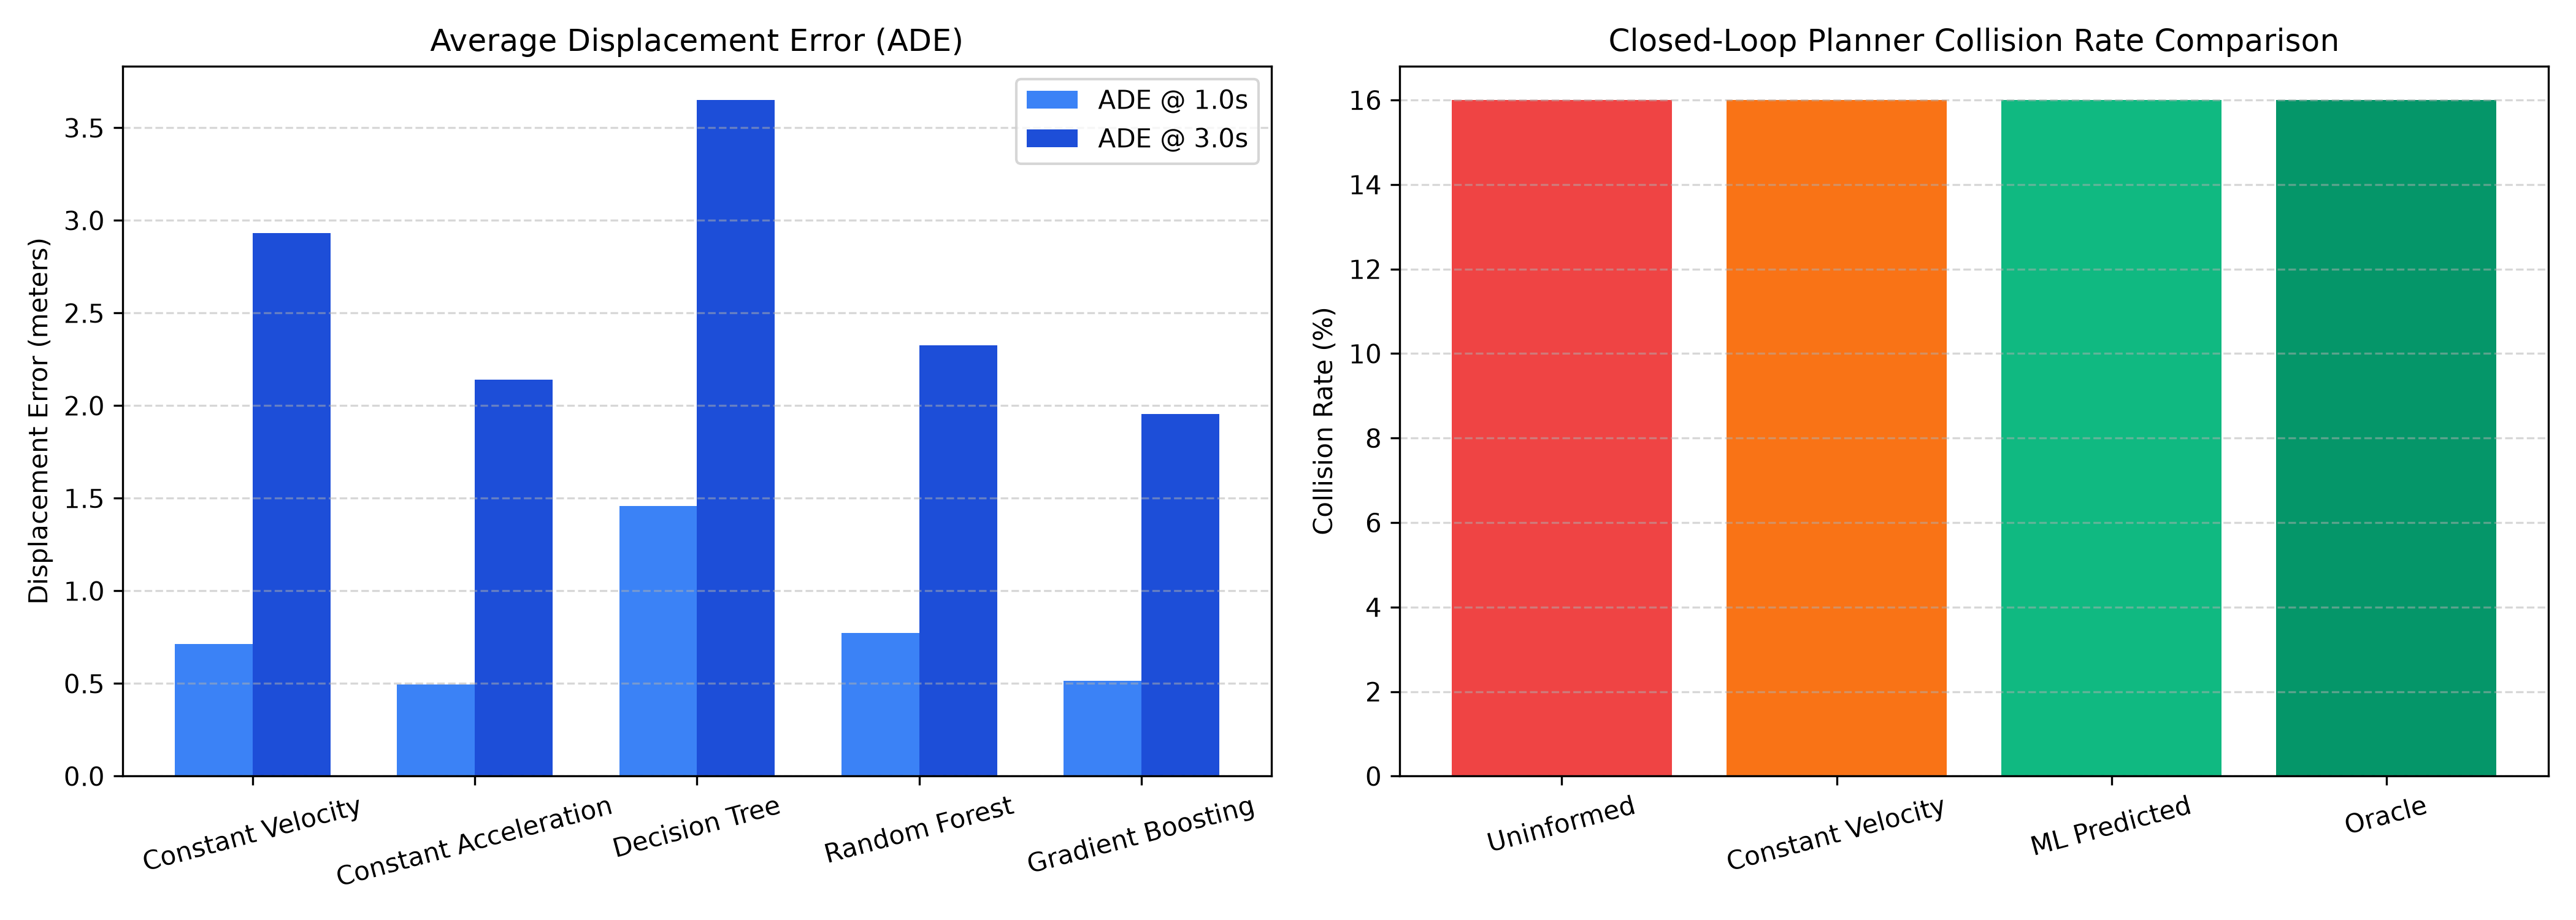 Average Displacement Error (ADE)
Displacement Error (meters)
3.5
3.0
2.5
2.0
1.5
1.0
0.5
0.0
ADE @ 1.0s
ADE @ 3.0s
Constant Velocity
Constant Acceleration
Decision Tree
Random Forest
Gradient Boosting
Closed-Loop Planner Collision Rate Comparison
Collision Rate (%)
16
14
12
10
8
6
4
2
0
Uninformed
Constant Velocity
ML Predicted
Oracle